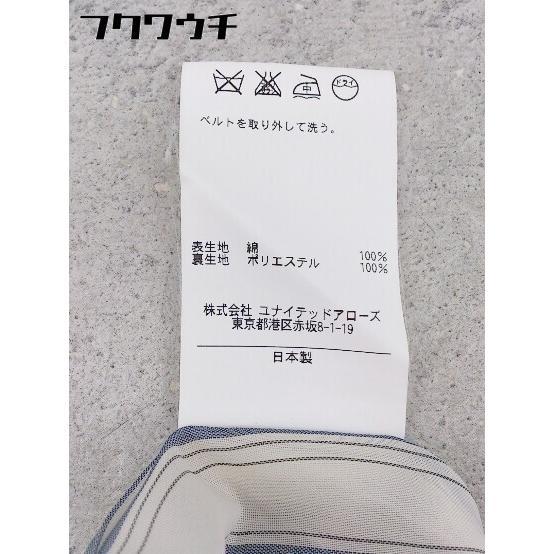 フクワウチ
中
ドライ
ベルトを取り外して洗う。
表生地 綿 100%
裏生地 ポリエステル 100%
株式会社 ユナイテッドアローズ
東京都港区赤坂8-1-19
日本製